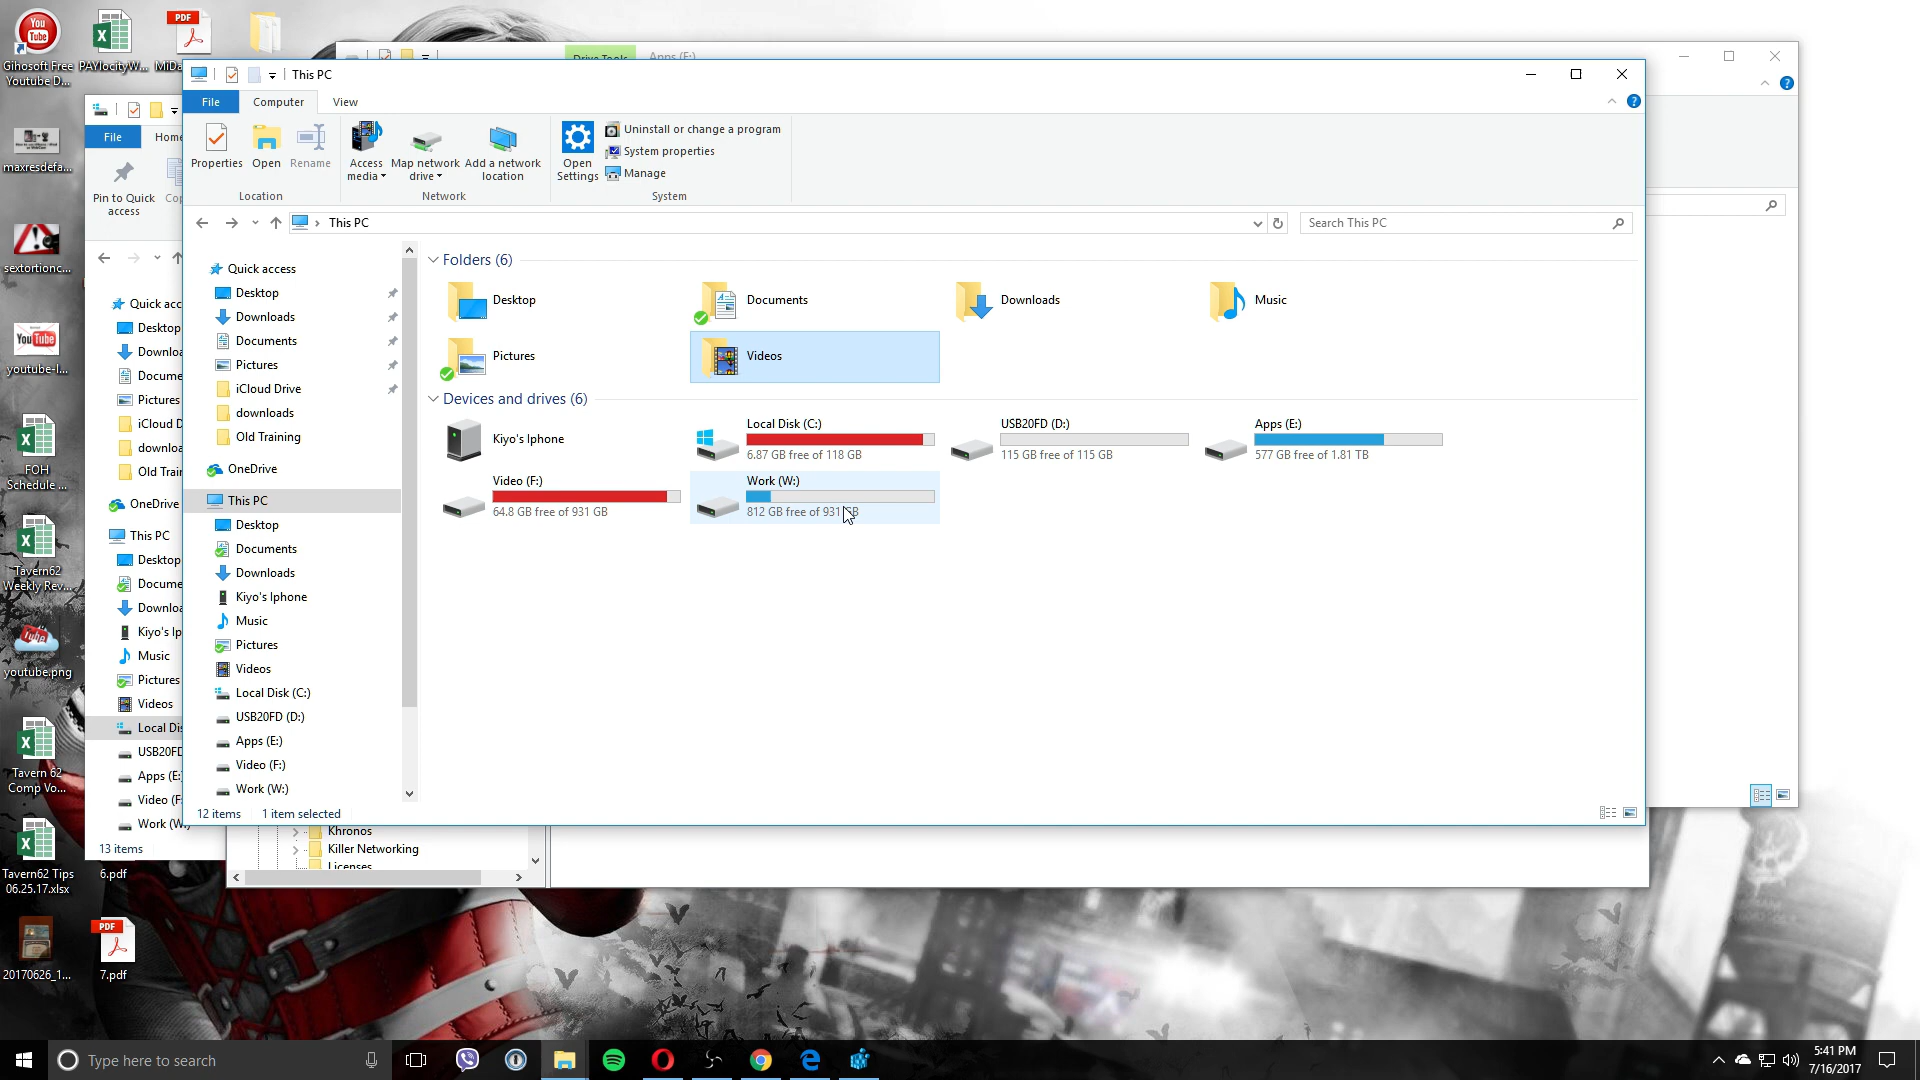 Gihosoft Free
Youtube D...
PAYlocityW...
PDF
maxresdefa...
sextortionc...
youtube-l...
FOH
Schedule ...
Tavern62
Weekly Rev...
youtube.png
Tavern 62
Comp Vo...
Tavern62 Tips
06.25.17.xlsx
6.pdf
20170626_1...
PDF
7.pdf
Drive Tools
Apps (E:)
File
Home
Pin to Quick
access
Quick acc
Desktop
Downloa
Docume
Pictures
iCloud D
downloa
Old Train
OneDrive
This PC
Desktop
Docume
Downloa
Kiyo's Ip
Music
Pictures
Videos
Local Dis
USB20FD
Apps (E:
Video (F:
Work (W:
13 items
This PC
File
Computer
View
Properties
Open
Rename
Location
Access
media
Map network
drive
Add a network
location
Network
Open
Settings
Uninstall or change a program
System properties
Manage
System
This PC
Search This PC
Quick access
Desktop
Downloads
Documents
Pictures
iCloud Drive
downloads
Old Training
OneDrive
This PC
Desktop
Documents
Downloads
Kiyo's Iphone
Music
Pictures
Videos
Local Disk (C:)
USB20FD (D:)
Apps (E:)
Video (F:)
Work (W:)
Folders (6)
Desktop
Documents
Downloads
Music
Pictures
Videos
Devices and drives (6)
Kiyo's Iphone
Local Disk (C:)
6.87 GB free of 118 GB
USB20FD (D:)
115 GB free of 115 GB
Apps (E:)
577 GB free of 1.81 TB
Video (F:)
64.8 GB free of 931 GB
Work (W:)
812 GB free of 931 GB
12 items
1 item selected
Khronos
Killer Networking
Licenses
Type here to search
5:41 PM
7/16/2017